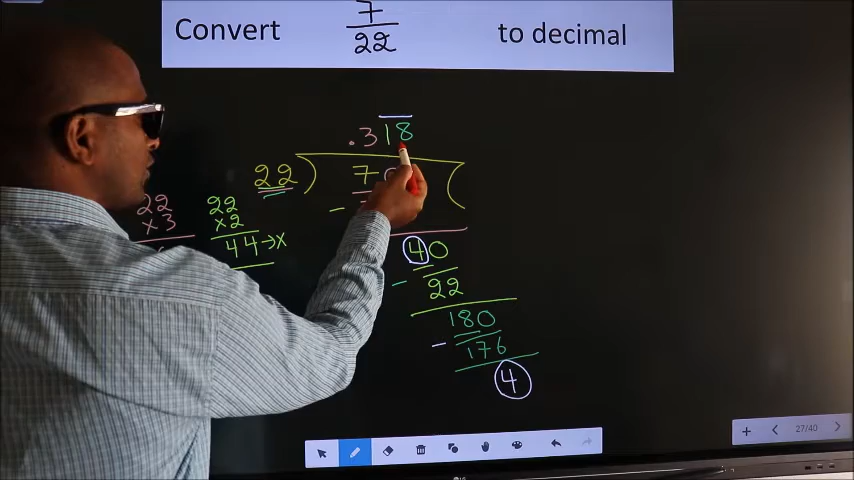 Convert 7/22 to decimal
.318
22 ) 7
22
x 3
22
x 2
44 → x
40
22
180
- 176
4
27/40